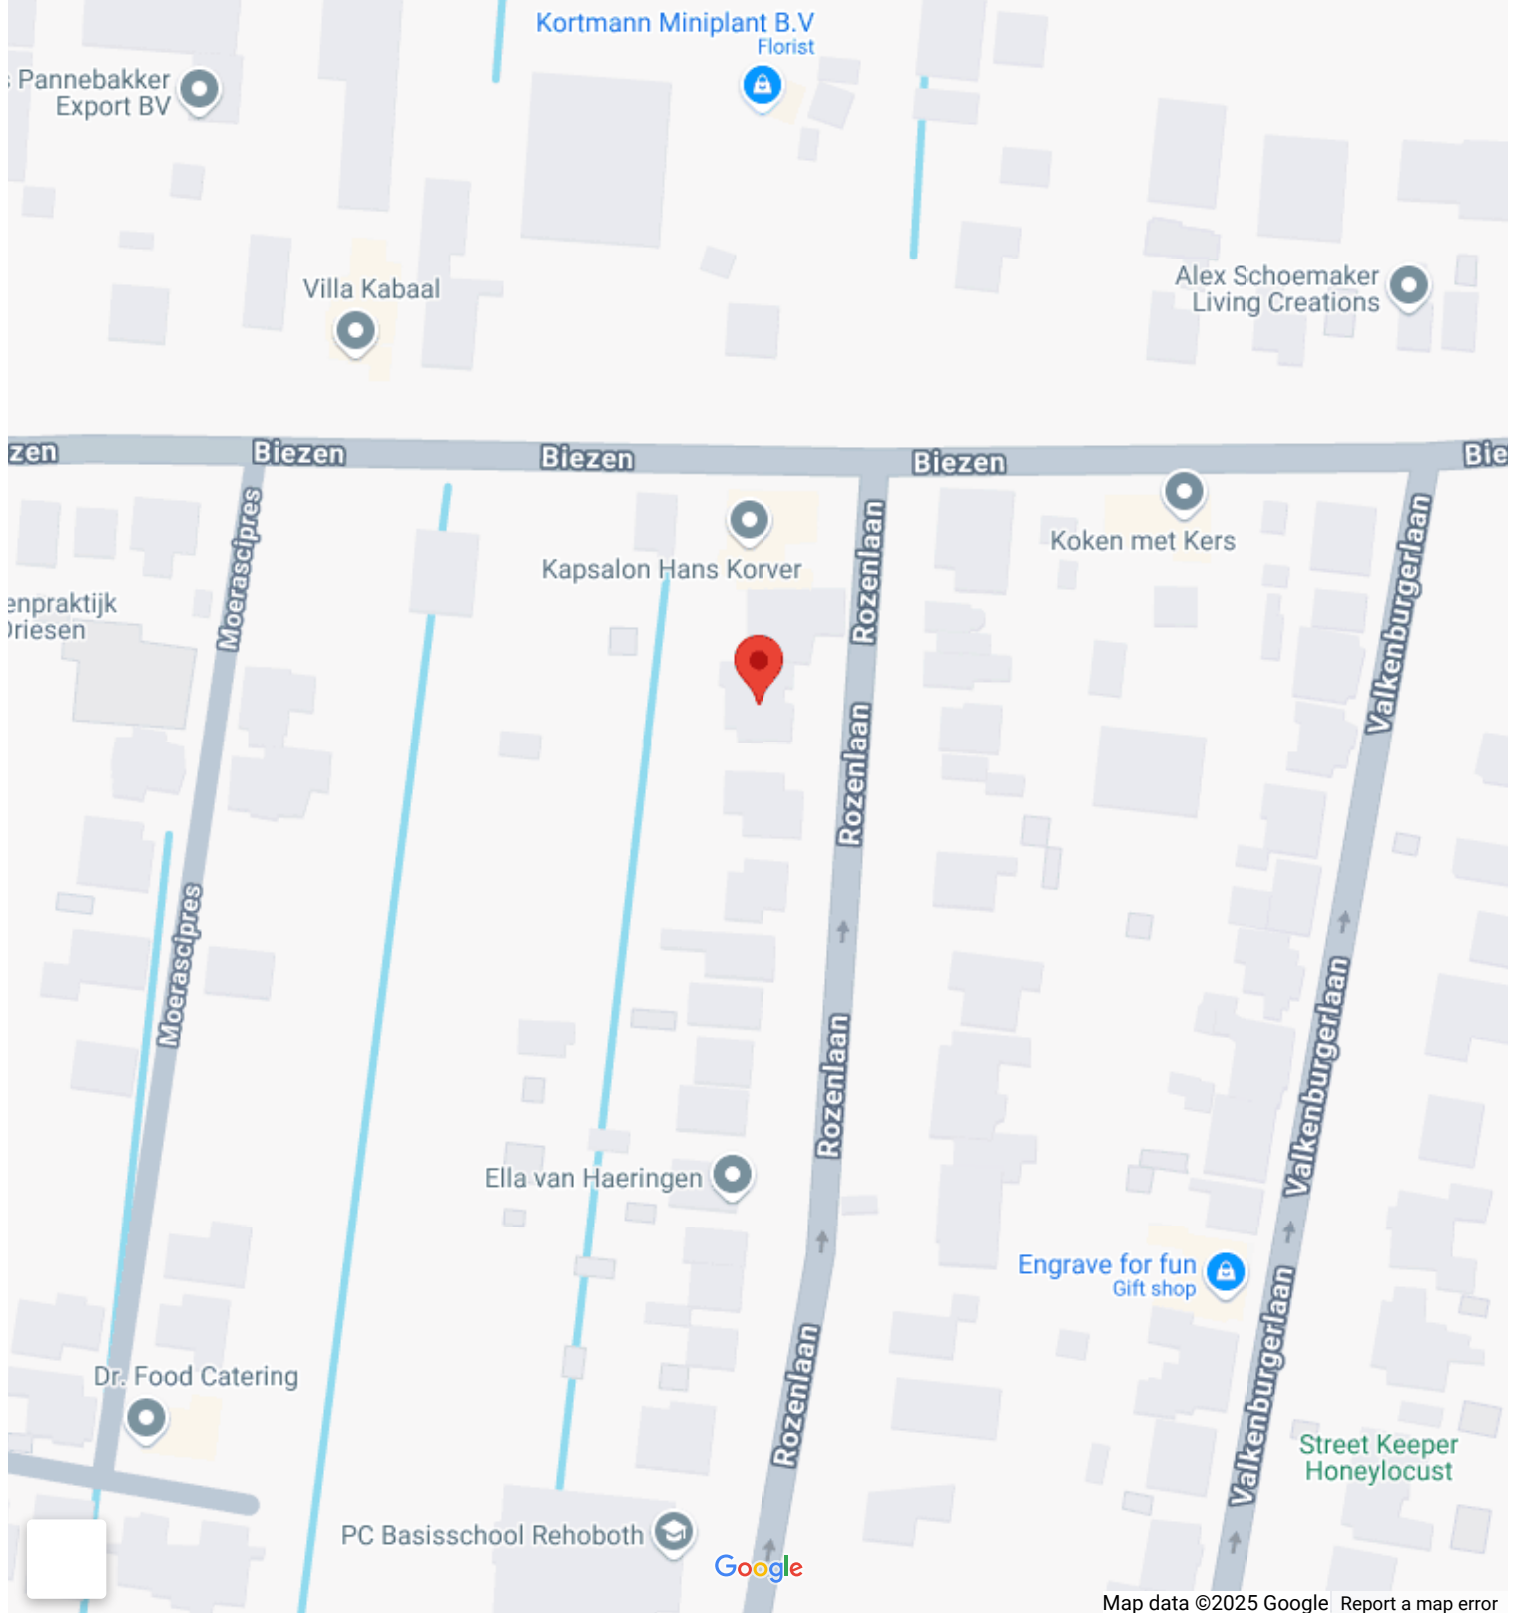 Kortmann Miniplant B.V
Florist
Pannebakker
Export BV
Villa Kabaal
Alex Schoemaker
Living Creations
zen
Biezen
Biezen
Biezen
Bie
Moerascipres
Kapsalon Hans Korver
Rozenlaan
Koken met Kers
Valkenburgerlaan
enpraktijk
Driesen
Rozenlaan
Moerascipres
Rozenlaan
Valkenburgerlaan
Ella van Haeringen
Engrave for fun
Gift shop
Rozenlaan
Valkenburgerlaan
Dr. Food Catering
Street Keeper
Honeylocust
PC Basisschool Rehoboth
Google
Map data ©2025 Google
Report a map error